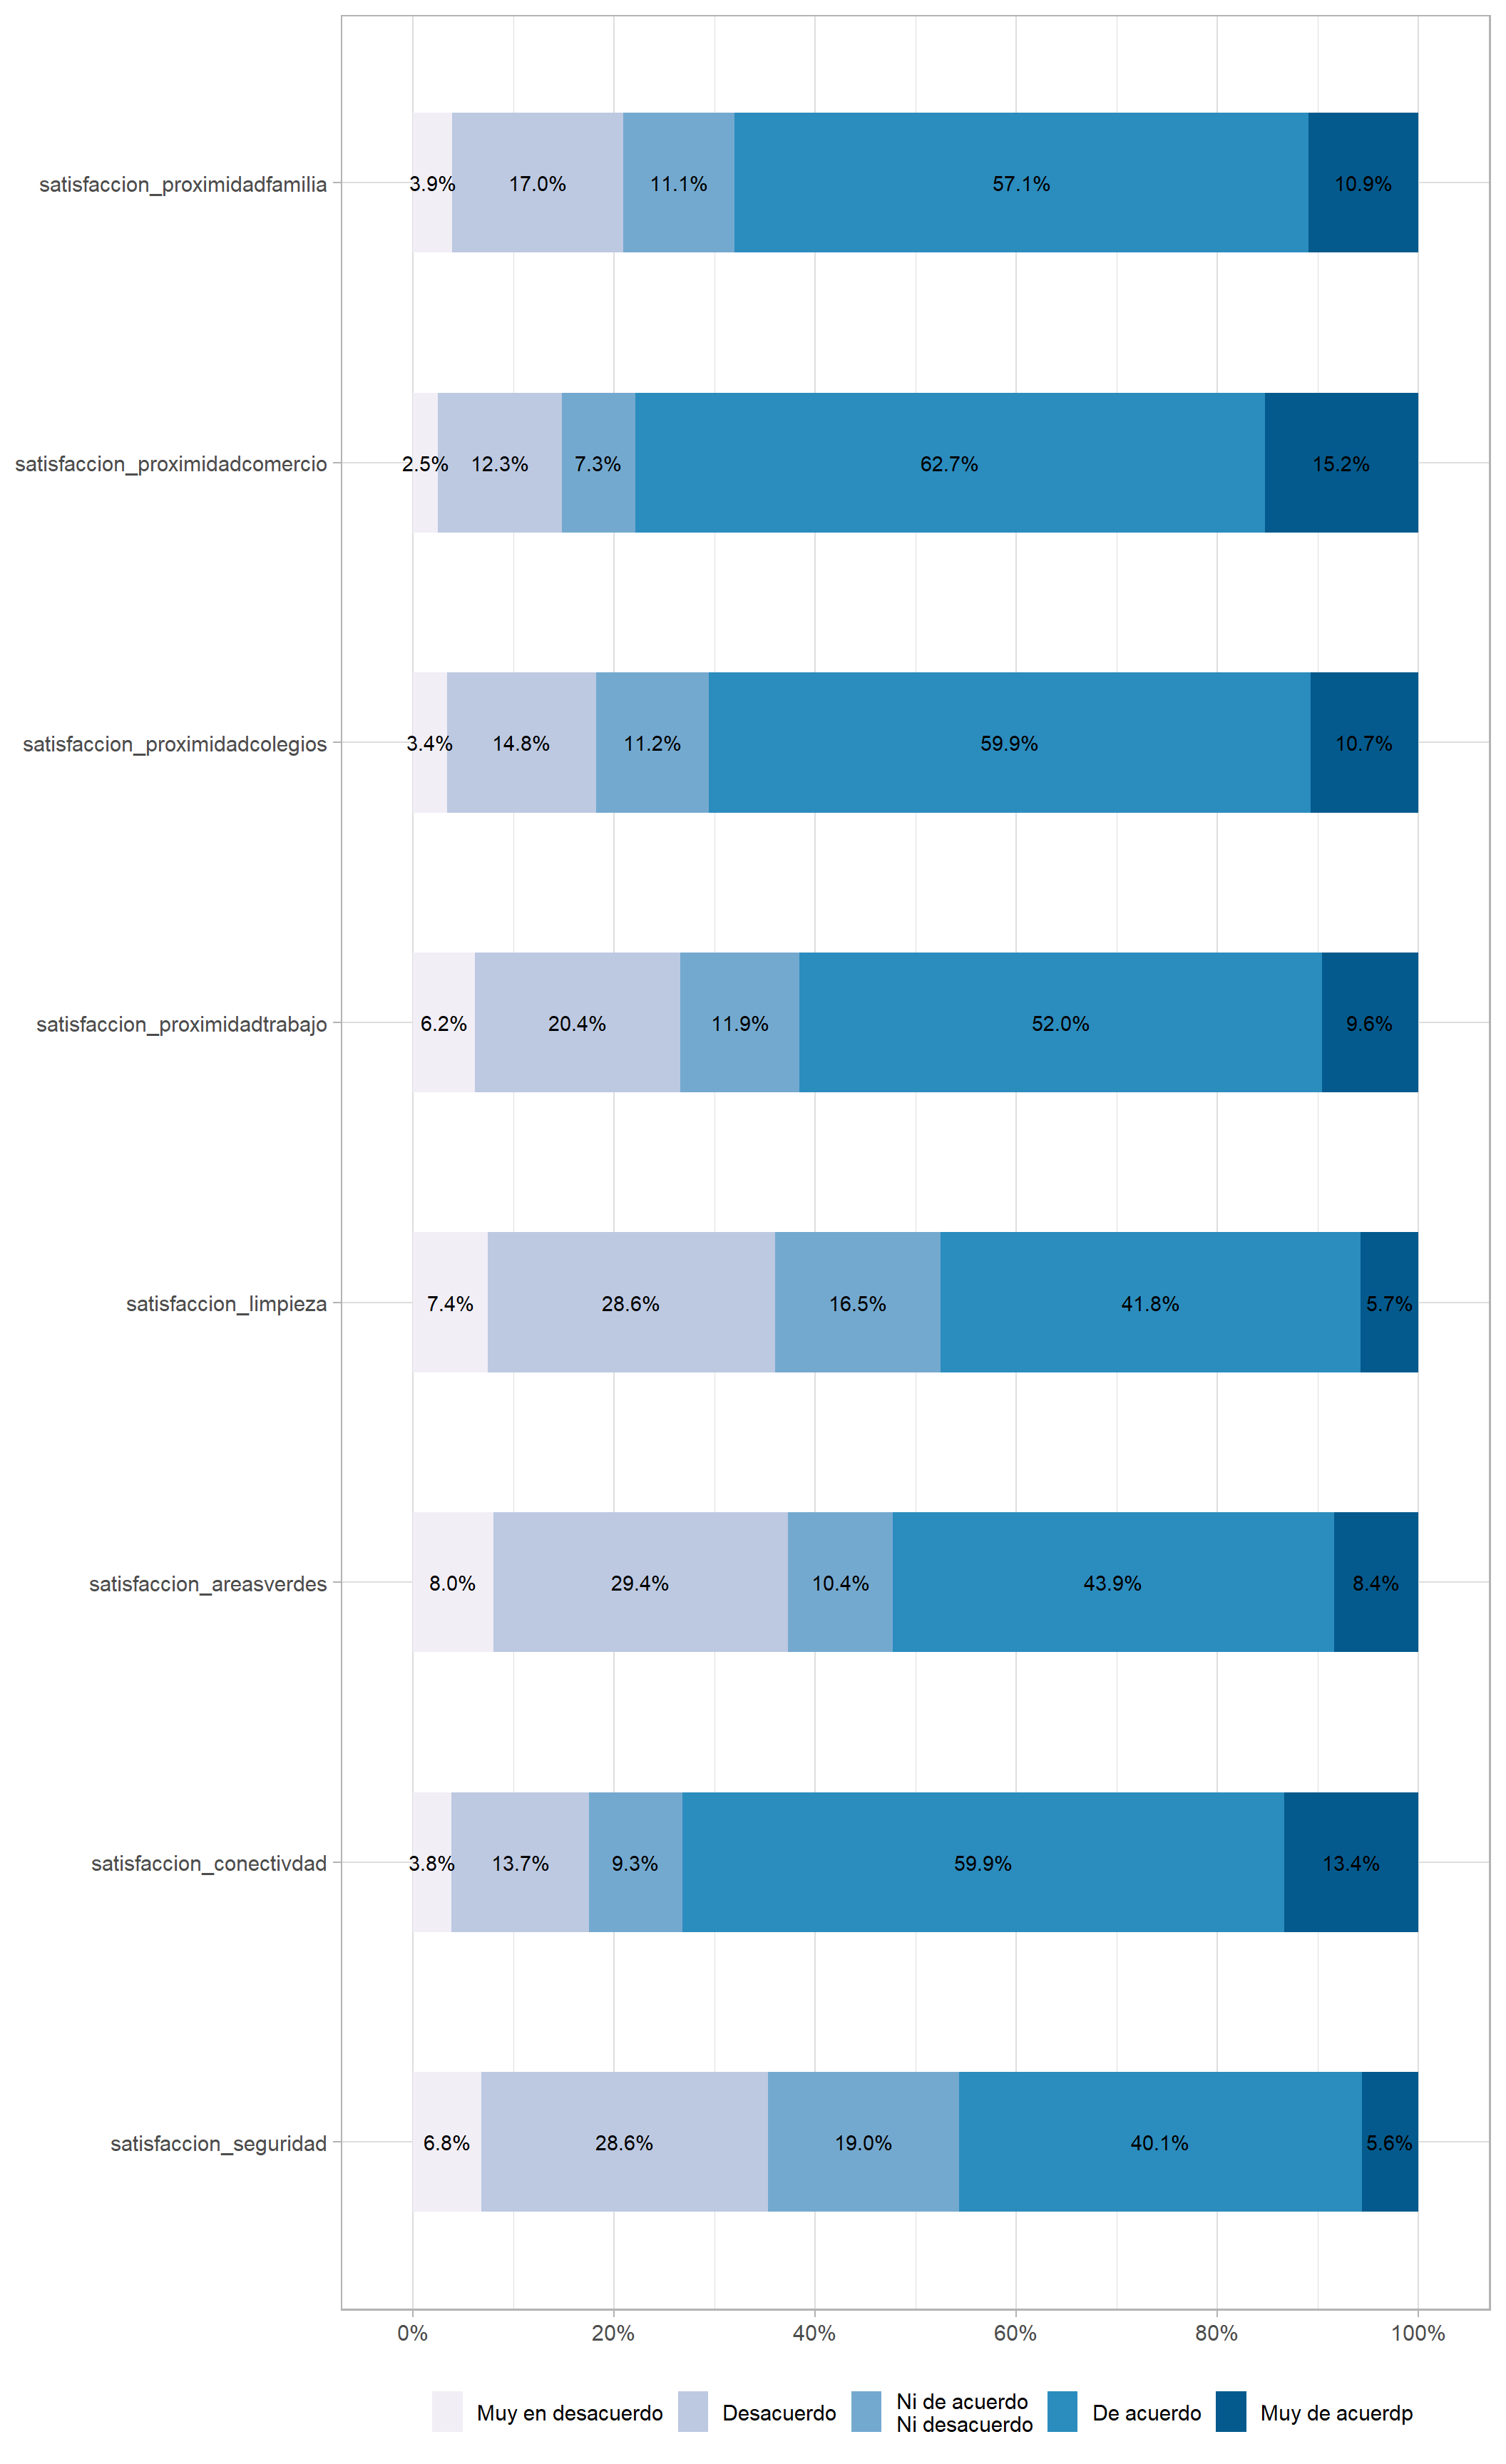 satisfaccion_proximidadfamilia
3.9% 17.0% 11.1% 57.1% 10.9%
satisfaccion_proximidadcomercio
2.5% 12.3% 7.3% 62.7% 15.2%
satisfaccion_proximidadcolegios
3.4% 14.8% 11.2% 59.9% 10.7%
satisfaccion_proximidadtrabajo
6.2% 20.4% 11.9% 52.0% 9.6%
satisfaccion_limpieza
7.4% 28.6% 16.5% 41.8% 5.7%
satisfaccion_areasverdes
8.0% 29.4% 10.4% 43.9% 8.4%
satisfaccion_conectivdad
3.8% 13.7% 9.3% 59.9% 13.4%
satisfaccion_seguridad
6.8% 28.6% 19.0% 40.1% 5.6%
0% 20% 40% 60% 80% 100%
Muy en desacuerdo
Desacuerdo
Ni de acuerdo
Ni desacuerdo
De acuerdo
Muy de acuerdp